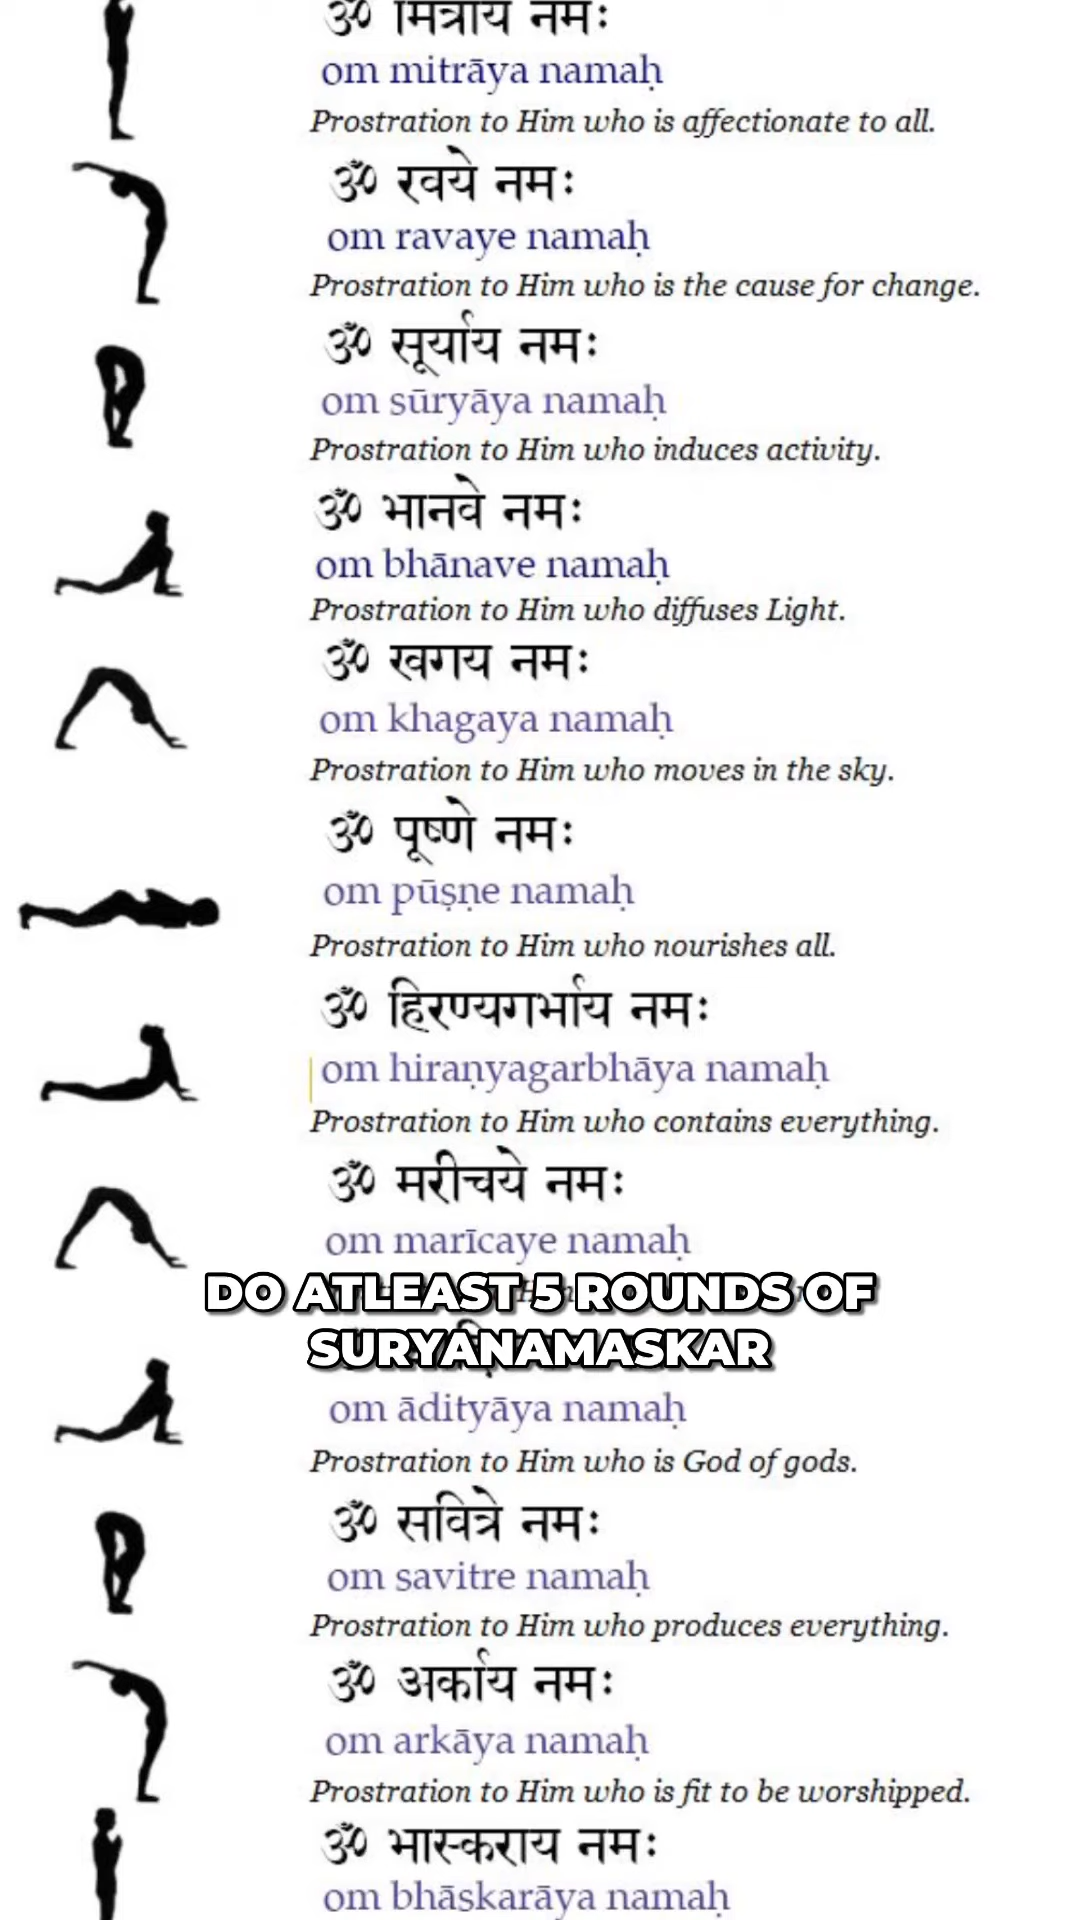 ॐ मित्राय नमः
om mitrāya namaḥ
Prostration to Him who is affectionate to all.
ॐ रवये नमः
om ravaye namaḥ
Prostration to Him who is the cause for change.
ॐ सूर्याय नमः
om sūryāya namaḥ
Prostration to Him who induces activity.
ॐ भानवे नमः
om bhānave namaḥ
Prostration to Him who diffuses Light.
ॐ खगय नमः
om khagaya namaḥ
Prostration to Him who moves in the sky.
ॐ पूष्णे नमः
om pūṣṇe namaḥ
Prostration to Him who nourishes all.
ॐ हिरण्यगर्भाय नमः
om hiraṇyagarbhāya namaḥ
Prostration to Him who contains everything.
ॐ मरीचये नमः
om marīcaye namaḥ
DO ATLEAST 5 ROUNDS OF
SURYANAMASKAR
om ādityāya namaḥ
Prostration to Him who is God of gods.
ॐ सवित्रे नमः
om savitre namaḥ
Prostration to Him who produces everything.
ॐ अर्काय नमः
om arkāya namaḥ
Prostration to Him who is fit to be worshipped.
ॐ भास्कराय नमः
om bhāskarāya namaḥ